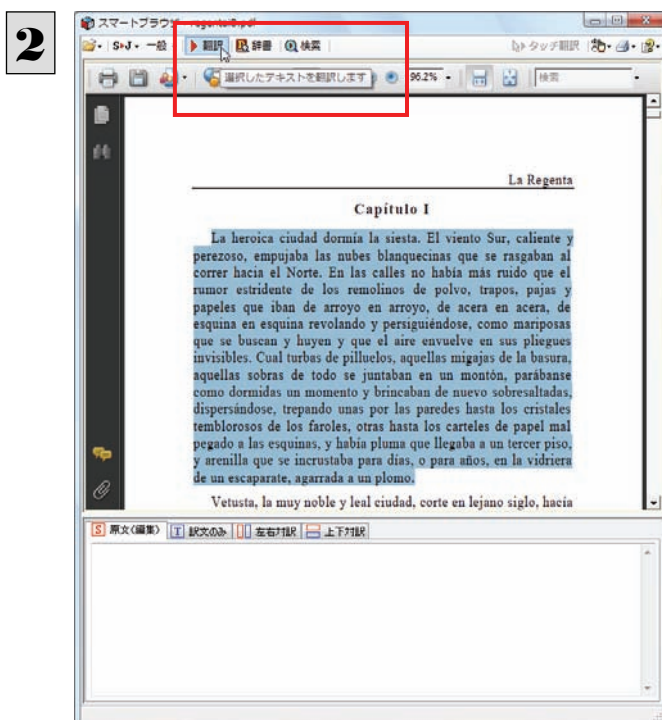 2
スマートブラウザ - regenta18.pdf
S▸J 一般 翻訳 辞書 検索 タッチ翻訳
選択したテキストを翻訳します 96.2% 検索
La Regenta
Capítulo I
La heroica ciudad dormía la siesta. El viento Sur, caliente y
perezoso, empujaba las nubes blanquecinas que se rasgaban al
correr hacia el Norte. En las calles no había más ruido que el
rumor estridente de los remolinos de polvo, trapos, pajas y
papeles que iban de arroyo en arroyo, de acera en acera, de
esquina en esquina revolando y persiguiéndose, como mariposas
que se buscan y huyen y que el aire envuelve en sus pliegues
invisibles. Cual turbas de pilluelos, aquellas migajas de la basura,
aquellas sobras de todo se juntaban en un montón, parábanse
como dormidas un momento y brincaban de nuevo sobresaltadas,
dispersándose, trepando unas por las paredes hasta los cristales
temblorosos de los faroles, otras hasta los carteles de papel mal
pegado a las esquinas, y había pluma que llegaba a un tercer piso,
y arenilla que se incrustaba para días, o para años, en la vidriera
de un escaparate, agarrada a un plomo.
Vetusta, la muy noble y leal ciudad, corte en lejano siglo, hacía
S 原文(編集) T 訳文のみ 左右対訳 上下対訳